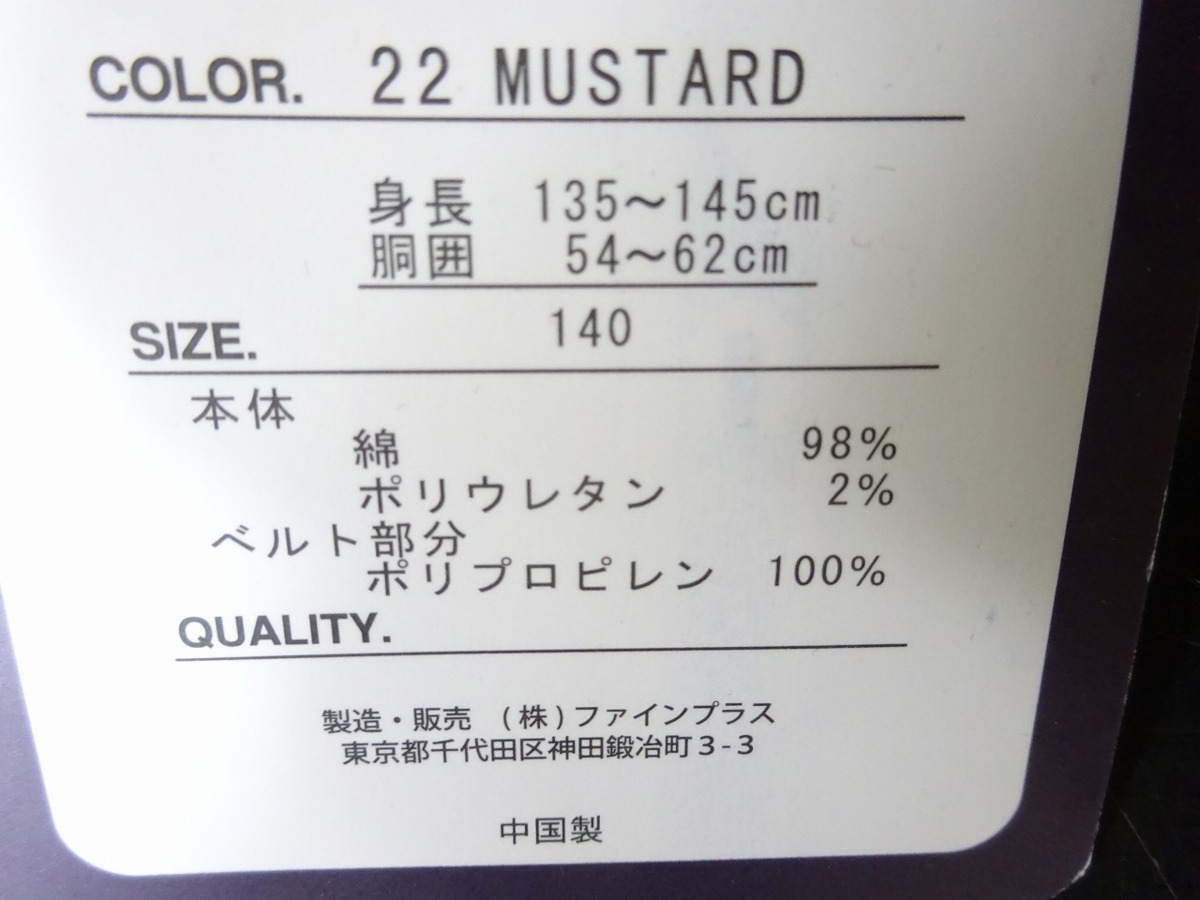 COLOR. 22 MUSTARD
身長 135～145cm
胴囲 54～62cm
SIZE. 140
本体
綿 98%
ポリウレタン 2%
ベルト部分
ポリプロピレン 100%
QUALITY.
製造・販売 (株)ファインプラス
東京都千代田区神田鍛冶町3-3
中国製